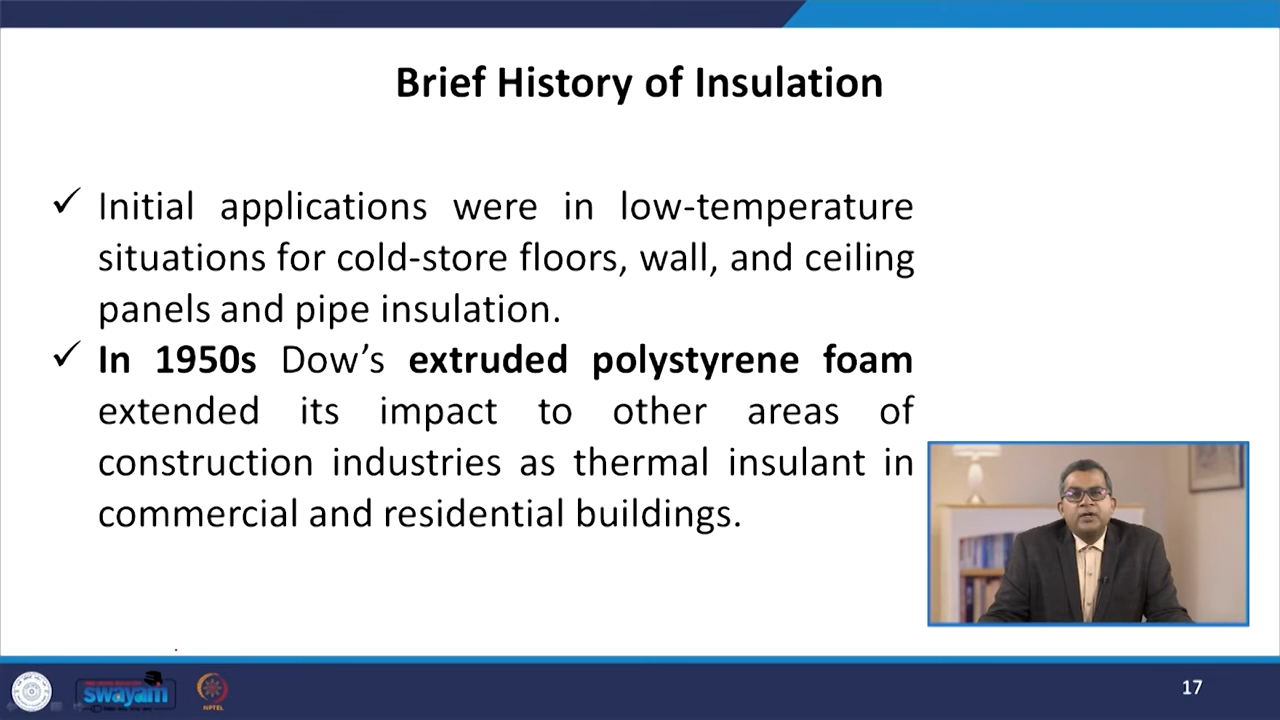 Brief History of Insulation
✓ Initial applications were in low-temperature
situations for cold-store floors, wall, and ceiling
panels and pipe insulation.
✓ In 1950s Dow’s extruded polystyrene foam
extended its impact to other areas of
construction industries as thermal insulant in
commercial and residential buildings.
swayam
NPTEL
17